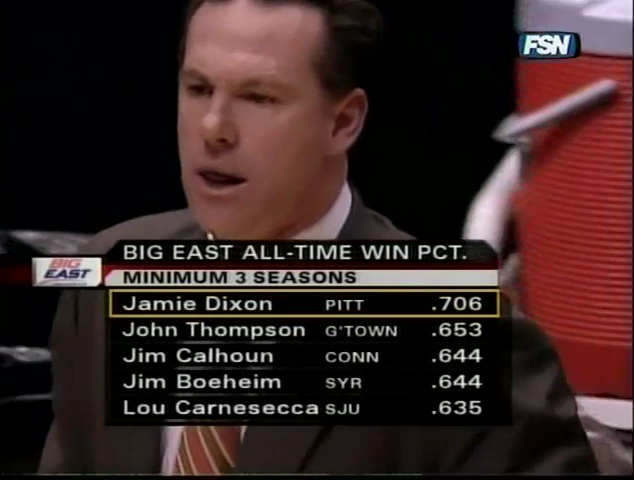 FSN
BIG EAST ALL-TIME WIN PCT.
BIG
EAST
MINIMUM 3 SEASONS
Jamie Dixon PITT .706
John Thompson G'TOWN .653
Jim Calhoun CONN .644
Jim Boeheim SYR .644
Lou Carnesecca SJU .635